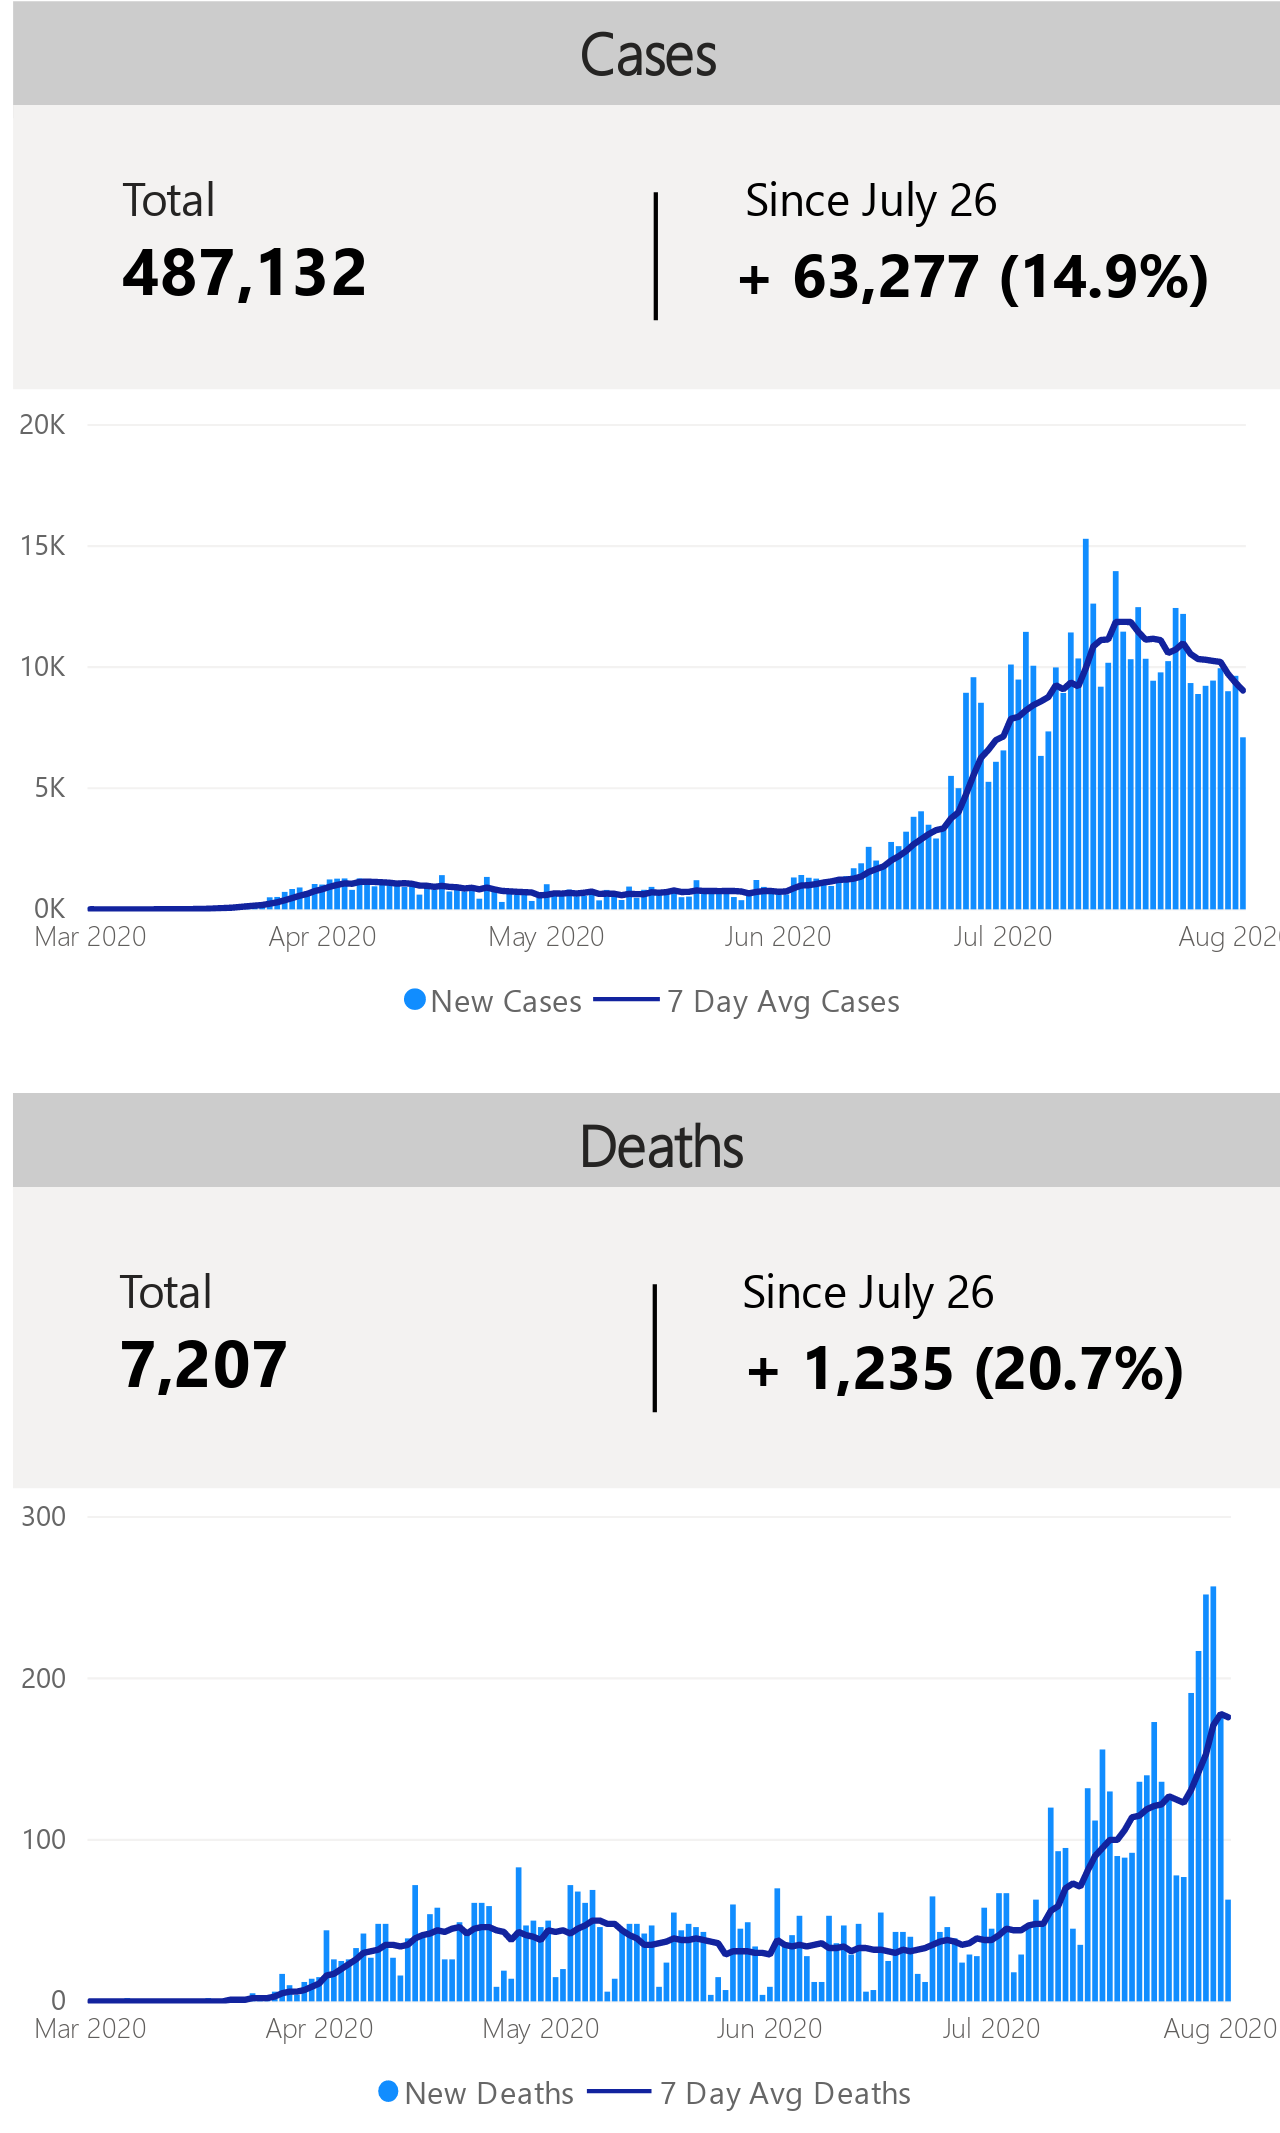 Cases
Total
487,132
Since July 26
+ 63,277 (14.9%)
20K
15K
10K
5K
0K
Mar 2020 Apr 2020 May 2020 Jun 2020 Jul 2020 Aug 2020
New Cases 7 Day Avg Cases
Deaths
Total
7,207
Since July 26
+ 1,235 (20.7%)
300
200
100
0
Mar 2020 Apr 2020 May 2020 Jun 2020 Jul 2020 Aug 2020
New Deaths 7 Day Avg Deaths